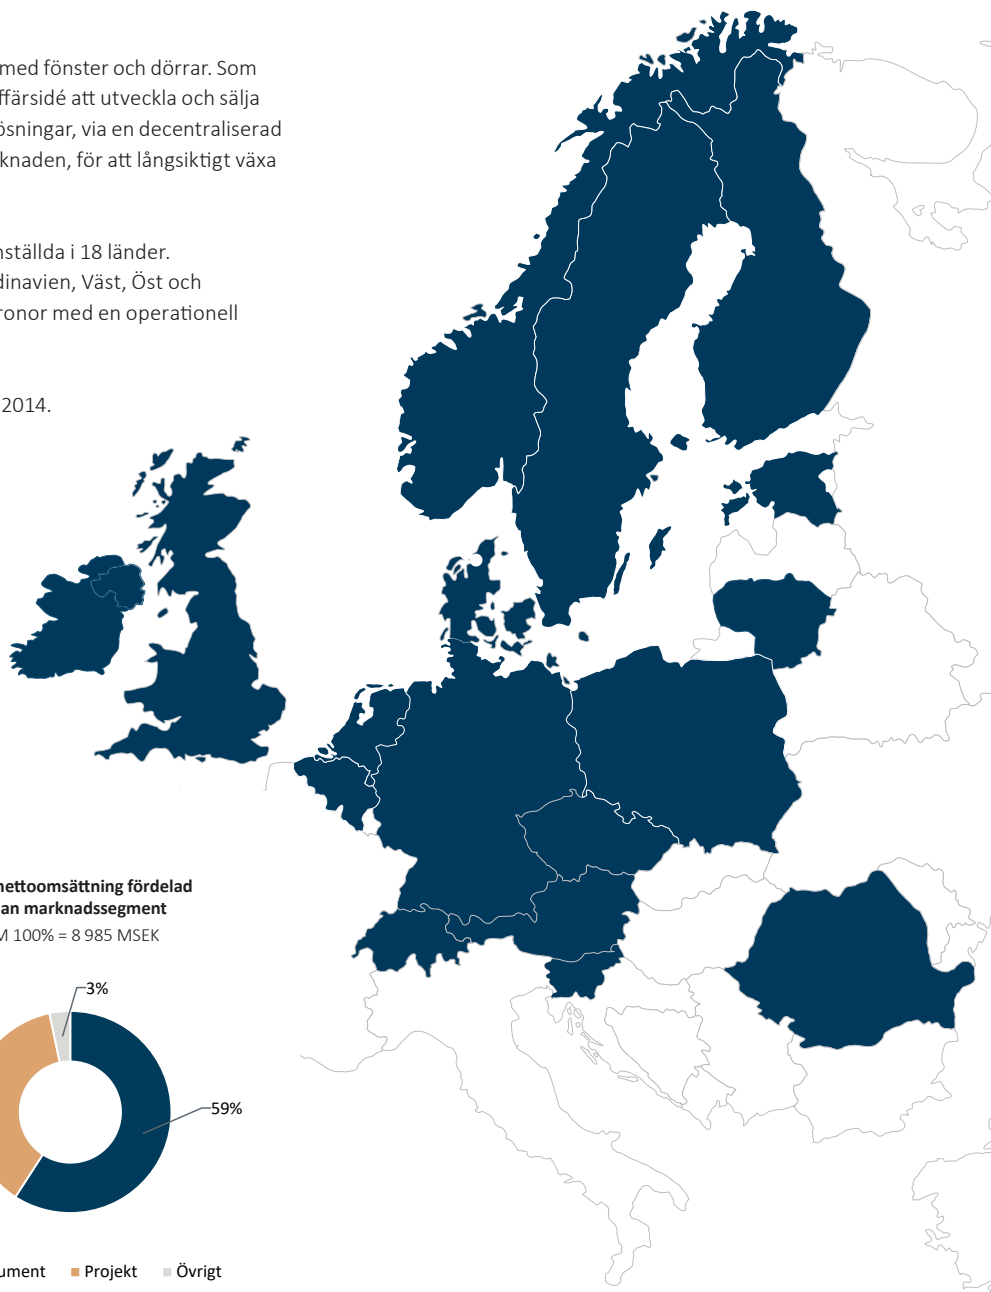 med fönster och dörrar. Som
ffärsidé att utveckla och sälja
ösningar, via en decentraliserad
knaden, för att långsiktigt växa
nställda i 18 länder.
dinavien, Väst, Öst och
ronor med en operationell
2014.
nettoomsättning fördelad
an marknadssegment
M 100% = 8 985 MSEK
3%
59%
ument Projekt Övrigt